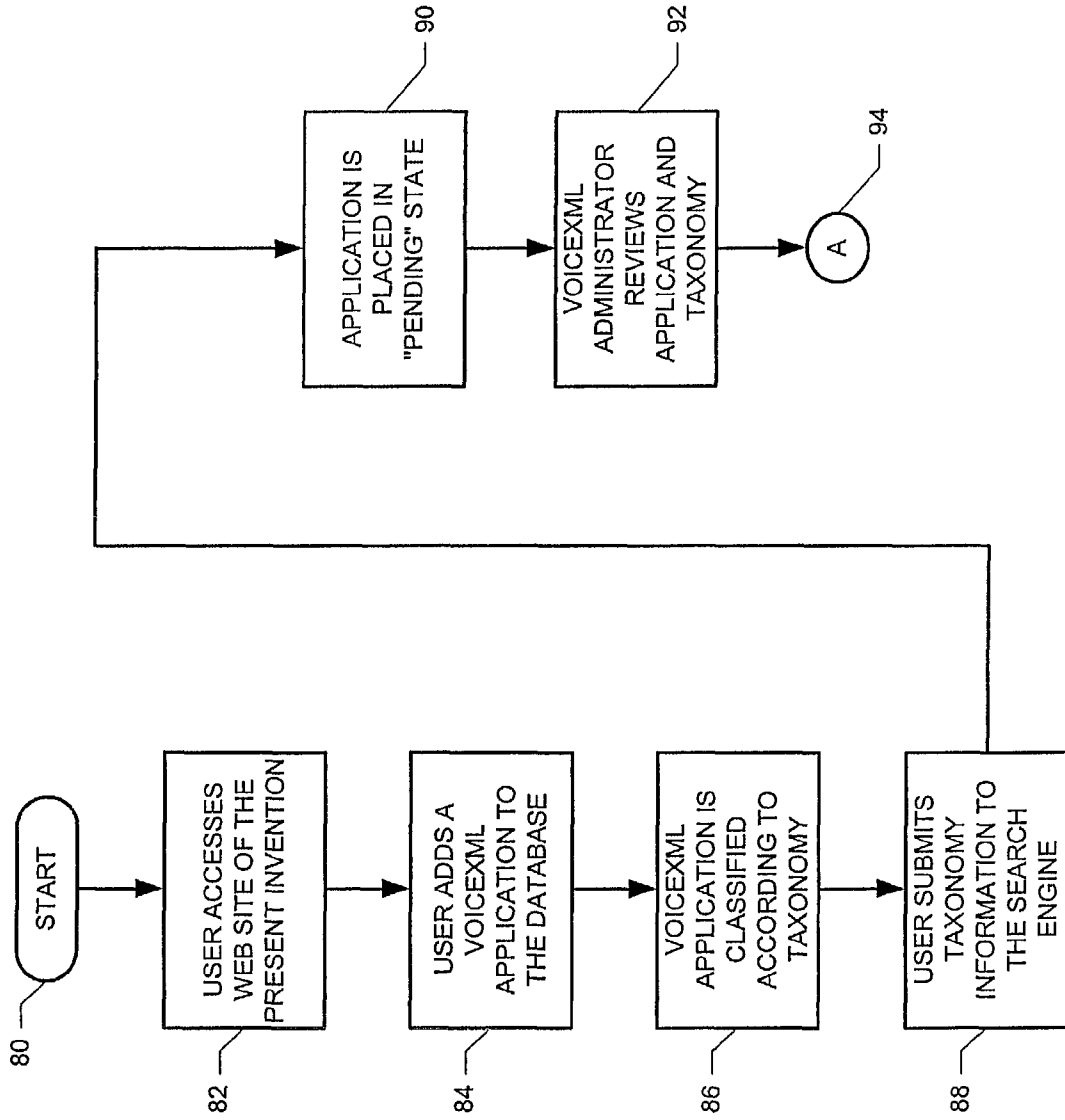 START
80
USER ACCESSES
WEB SITE OF THE
PRESENT INVENTION
82
USER ADDS A
VOICEXML
APPLICATION TO
THE DATABASE
84
VOICEXML
APPLICATION IS
CLASSIFIED
ACCORDING TO
TAXONOMY
86
USER SUBMITS
TAXONOMY
INFORMATION TO
THE SEARCH
ENGINE
88
APPLICATION IS
PLACED IN
"PENDING" STATE
90
VOICEXML
ADMINISTRATOR
REVIEWS
APPLICATION AND
TAXONOMY
92
A
94